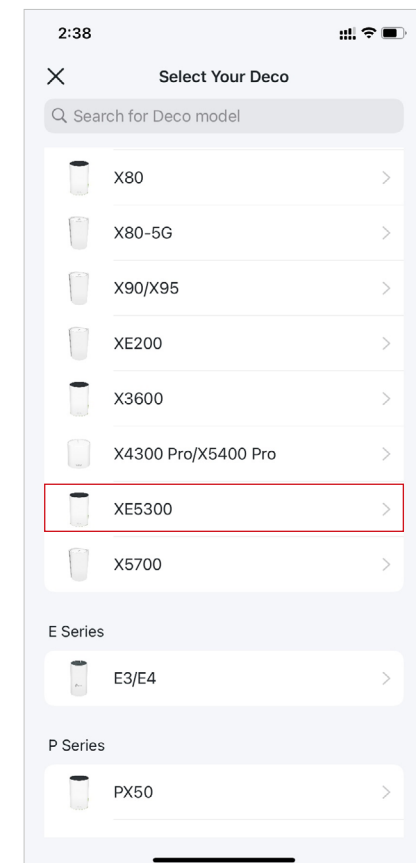 2:38
Select Your Deco
Search for Deco model
X80
X80-5G
X90/X95
XE200
X3600
X4300 Pro/X5400 Pro
XE5300
X5700
E Series
E3/E4
P Series
PX50